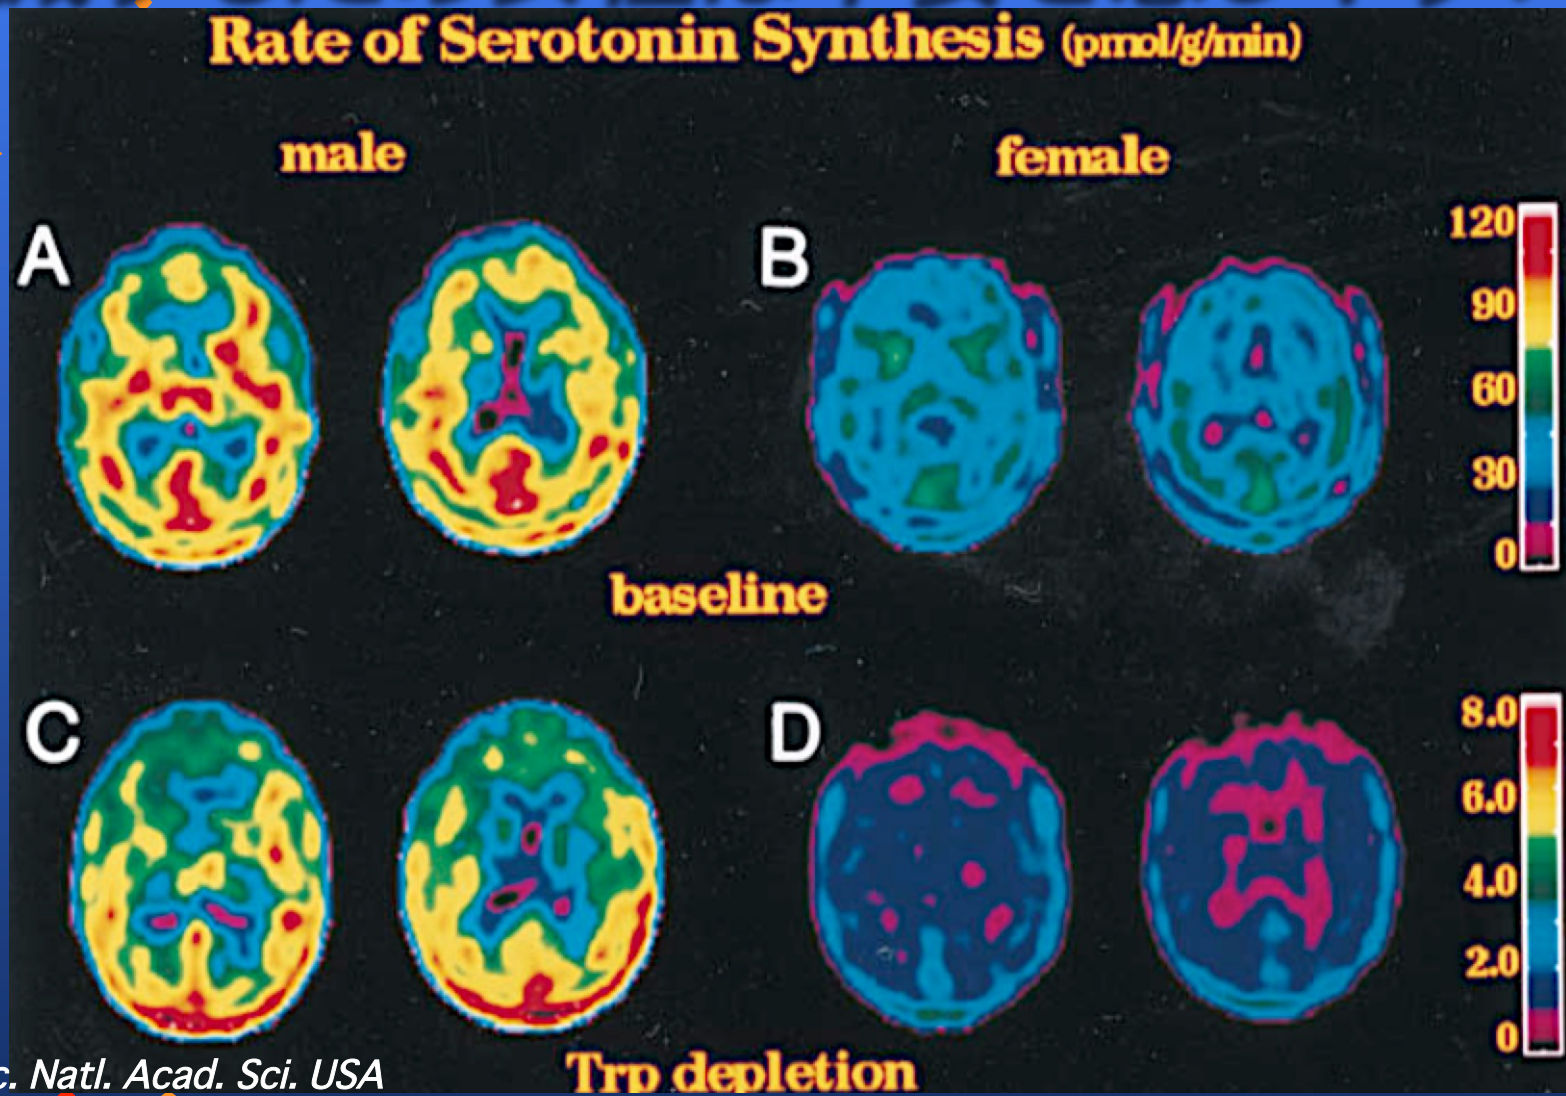 Rate of Serotonin Synthesis (pmol/g/min)
male
female
A
B
120
90
60
30
0
baseline
C
D
8.0
6.0
4.0
2.0
0
Natl. Acad. Sci. USA
Trp depletion